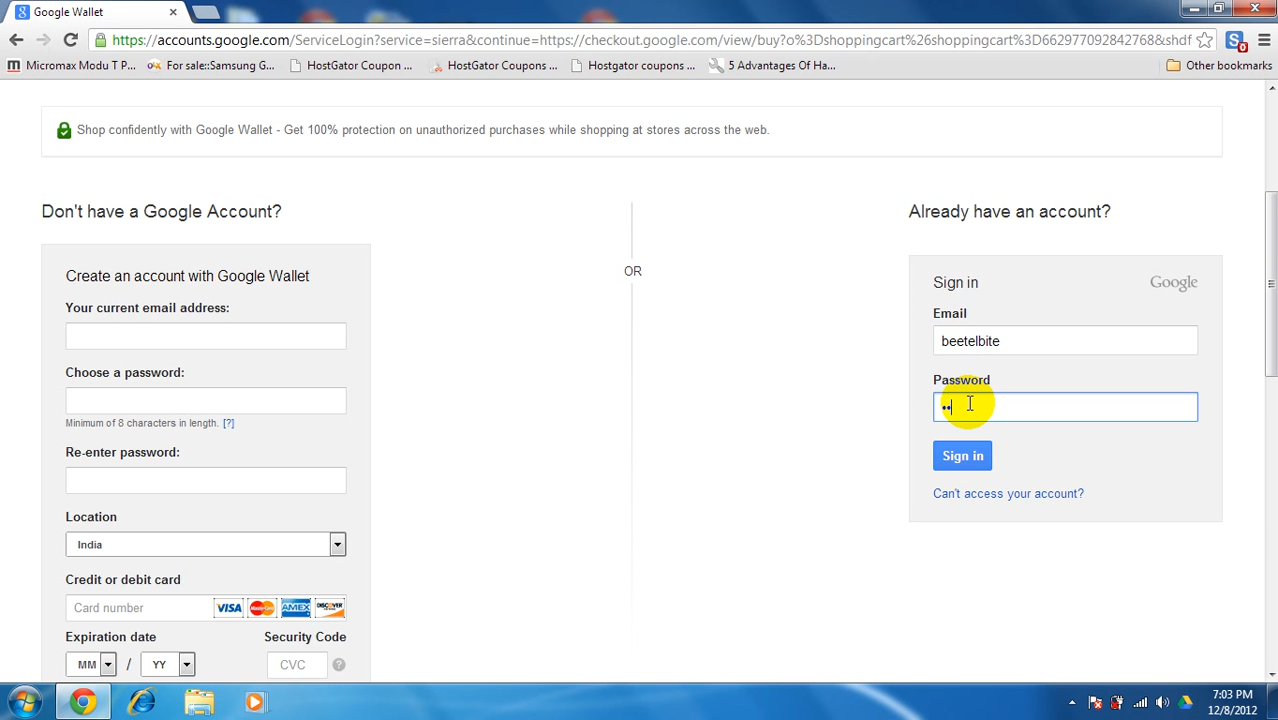 Google Wallet
https://accounts.google.com/ServiceLogin?service=sierra&continue=https://checkout.google.com/view/buy?o%3Dshoppingcart%26shoppingcart%3D662977092842768&shdf
Micromax Modu T P... For sale::Samsung G... HostGator Coupon ... HostGator Coupons ... Hostgator coupons ... 5 Advantages Of Ha... Other bookmarks
Shop confidently with Google Wallet - Get 100% protection on unauthorized purchases while shopping at stores across the web.
Don't have a Google Account?
Create an account with Google Wallet
Your current email address:
Choose a password:
Minimum of 8 characters in length. [?]
Re-enter password:
Location
India
Credit or debit card
Card number VISA MasterCard AMEX DISCOVER
Expiration date Security Code
MM / YY CVC ?
OR
Already have an account?
Sign in Google
Email
beetelbite
Password
••
Sign in
Can't access your account?
7:03 PM
12/8/2012